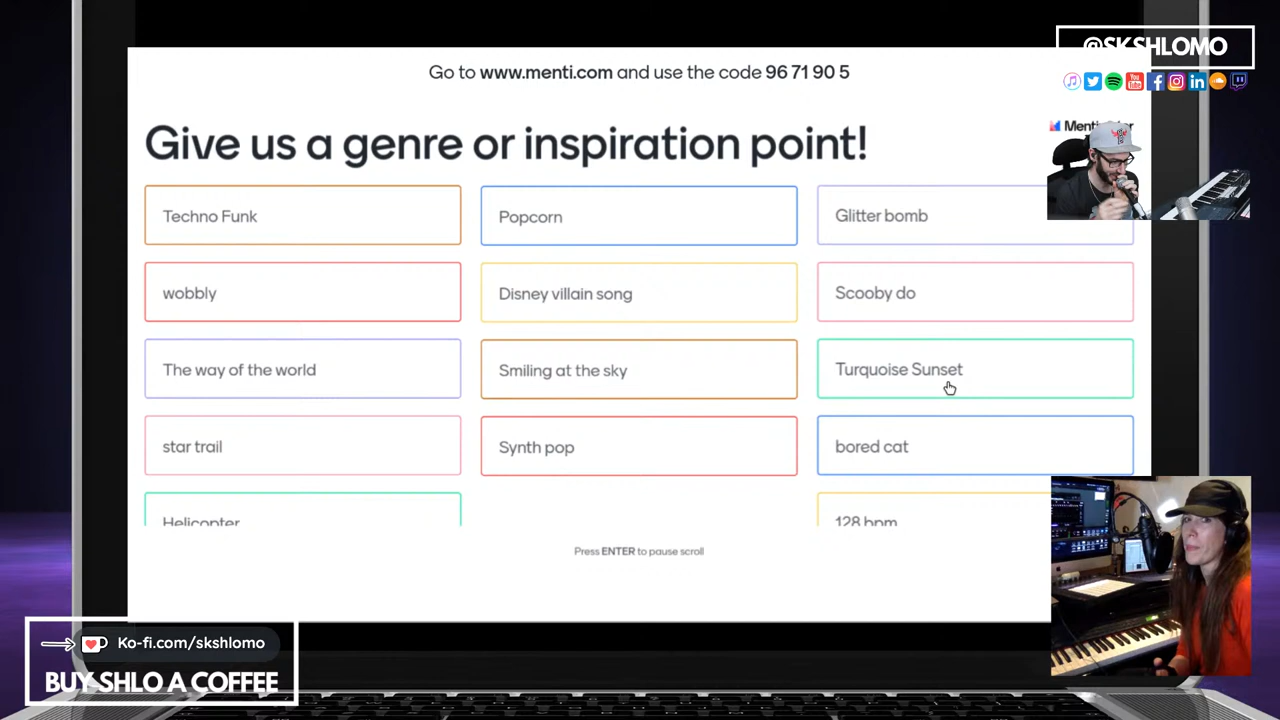 @SKSHLOMO
Go to www.menti.com and use the code 96 71 90 5
Give us a genre or inspiration point!
Techno Funk
Popcorn
Glitter bomb
wobbly
Disney villain song
Scooby do
The way of the world
Smiling at the sky
Turquoise Sunset
star trail
Synth pop
bored cat
Helicopter
128 bpm
Press ENTER to pause scroll
Ko-fi.com/skshlomo
BUY SHLO A COFFEE